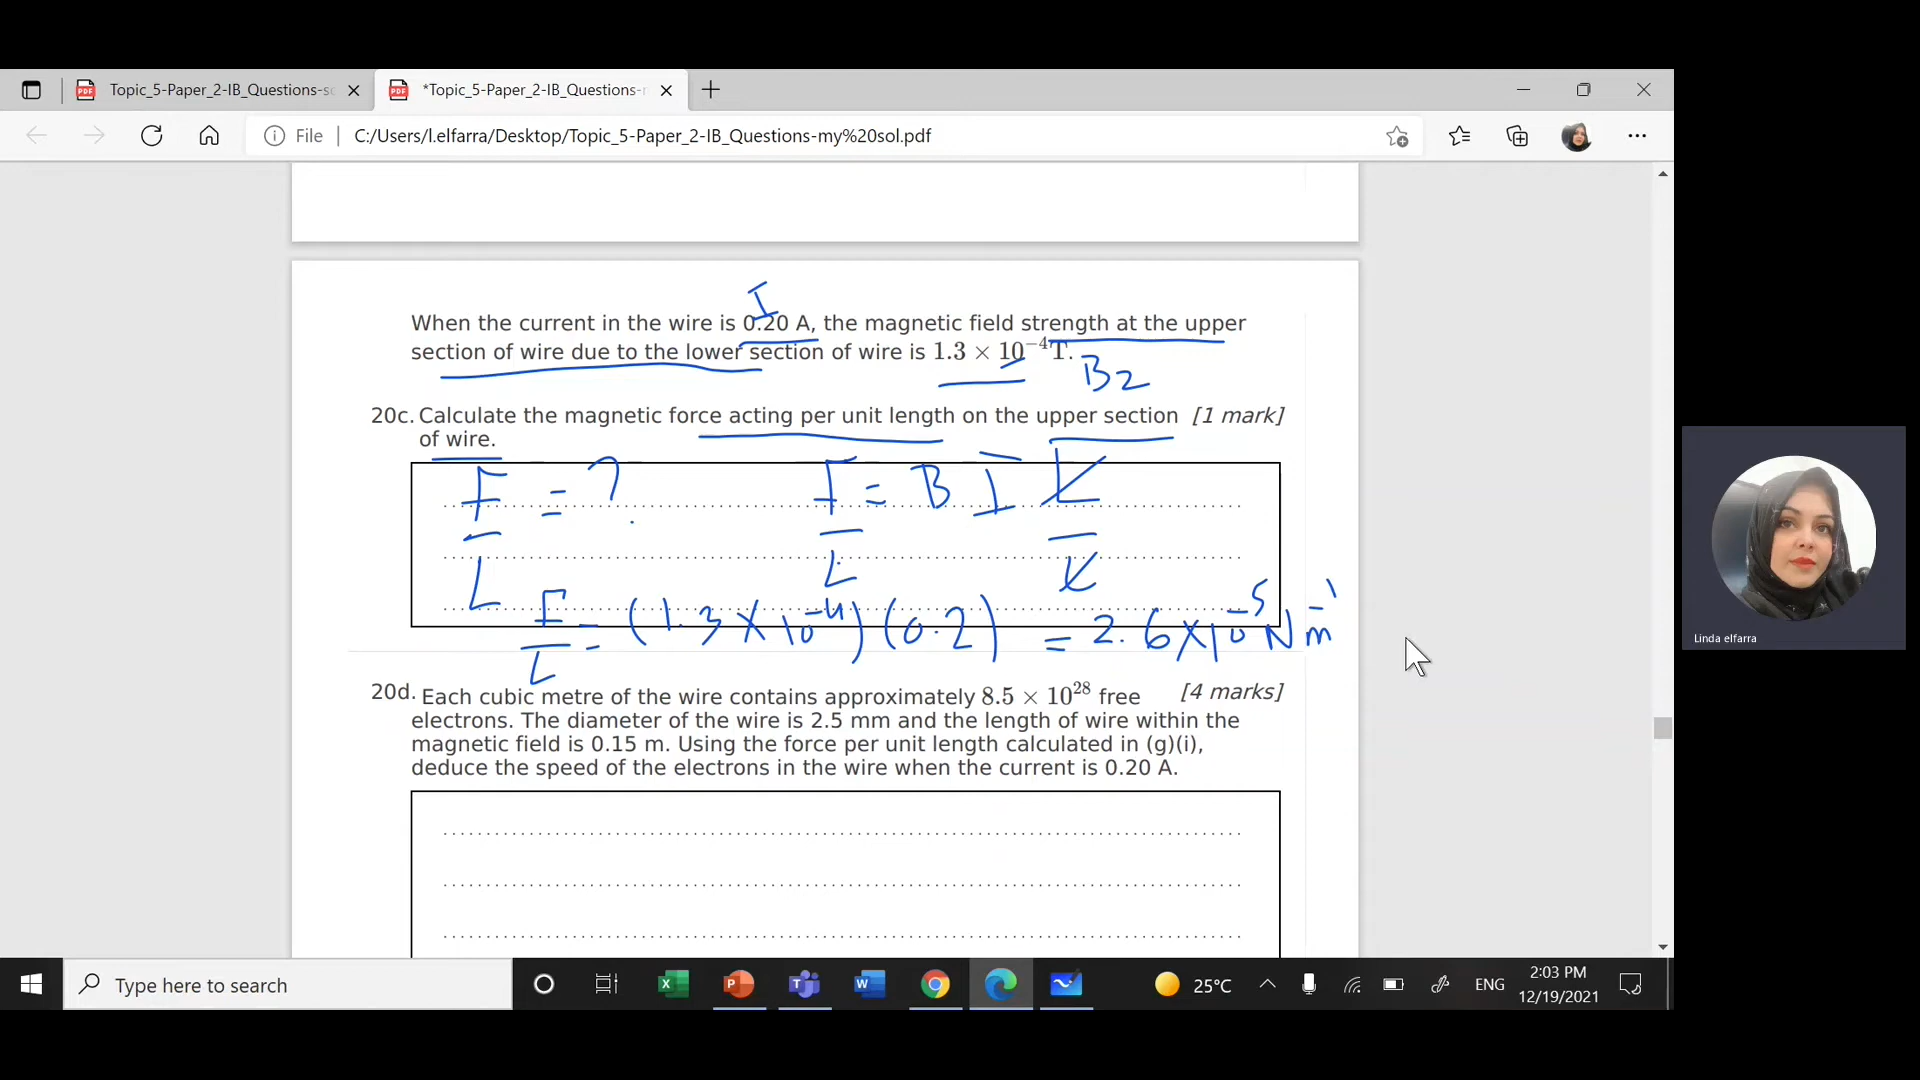 Topic_5-Paper_2-IB_Questions-so
*Topic_5-Paper_2-IB_Questions-m
File
C:/Users/l.elfarra/Desktop/Topic_5-Paper_2-IB_Questions-my%20sol.pdf
I
When the current in the wire is 0.20 A, the magnetic field strength at the upper
section of wire due to the lower section of wire is 1.3 × 10⁻⁴T.
B2
20c. Calculate the magnetic force acting per unit length on the upper section [1 mark]
of wire.
F/L = ? F/L = B I L/L
F/L = (1.3 X 10⁻⁴)(0.2) = 2.6 X 10⁻⁵ N m⁻¹
20d. Each cubic metre of the wire contains approximately 8.5 × 10²⁸ free [4 marks]
electrons. The diameter of the wire is 2.5 mm and the length of wire within the
magnetic field is 0.15 m. Using the force per unit length calculated in (g)(i),
deduce the speed of the electrons in the wire when the current is 0.20 A.
Linda elfarra
Type here to search
25°C
ENG
2:03 PM
12/19/2021